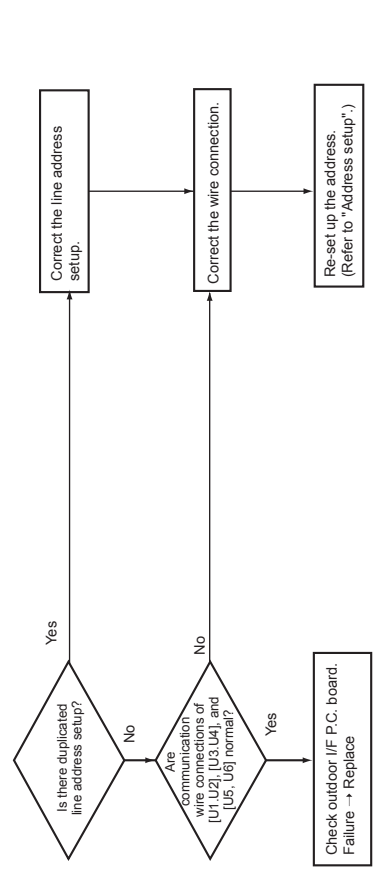 Is there duplicated
line address setup?
Yes
Correct the line address
setup.
No
Are
communication
wire connections of
[U1.U2], [U3.U4], and
[U5, U6] normal?
No
Correct the wire connection.
Yes
Check outdoor I/F P.C. board.
Failure → Replace
Re-set up the address.
(Refer to "Address setup".)